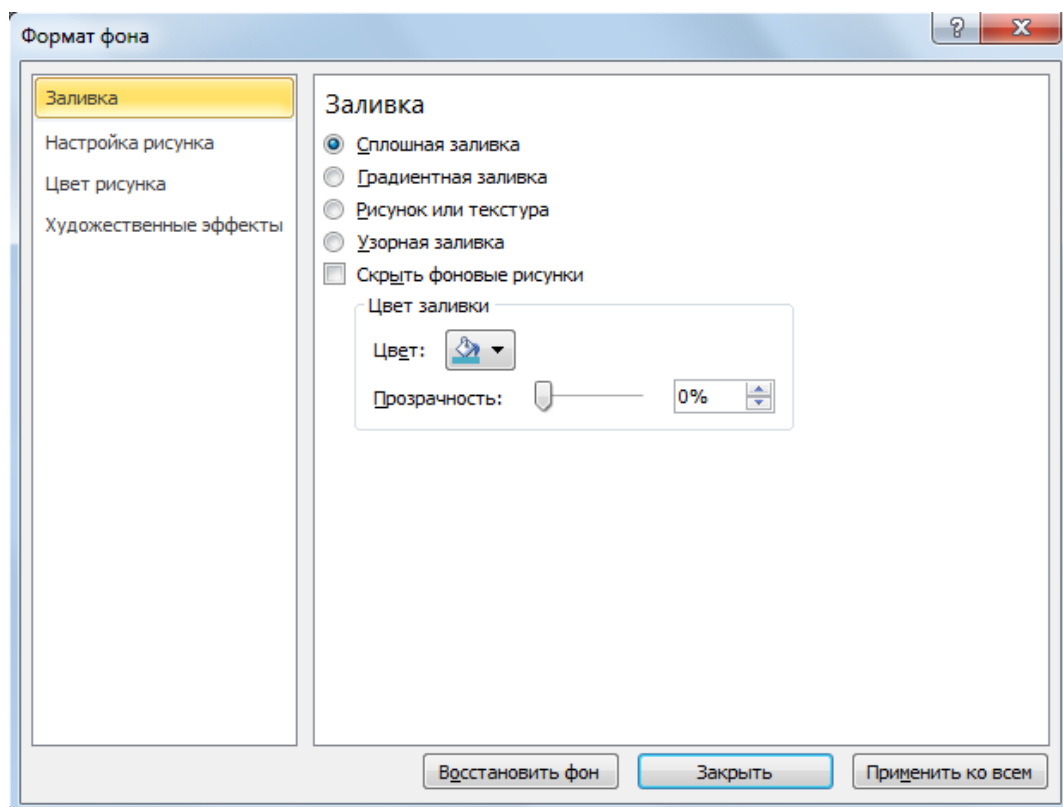 Формат фона
?
X
Заливка
Настройка рисунка
Цвет рисунка
Художественные эффекты
Заливка
Сплошная заливка
Градиентная заливка
Рисунок или текстура
Узорная заливка
Скрыть фоновые рисунки
Цвет заливки
Цвет:
Прозрачность: 0%
Восстановить фон Закрыть Применить ко всем